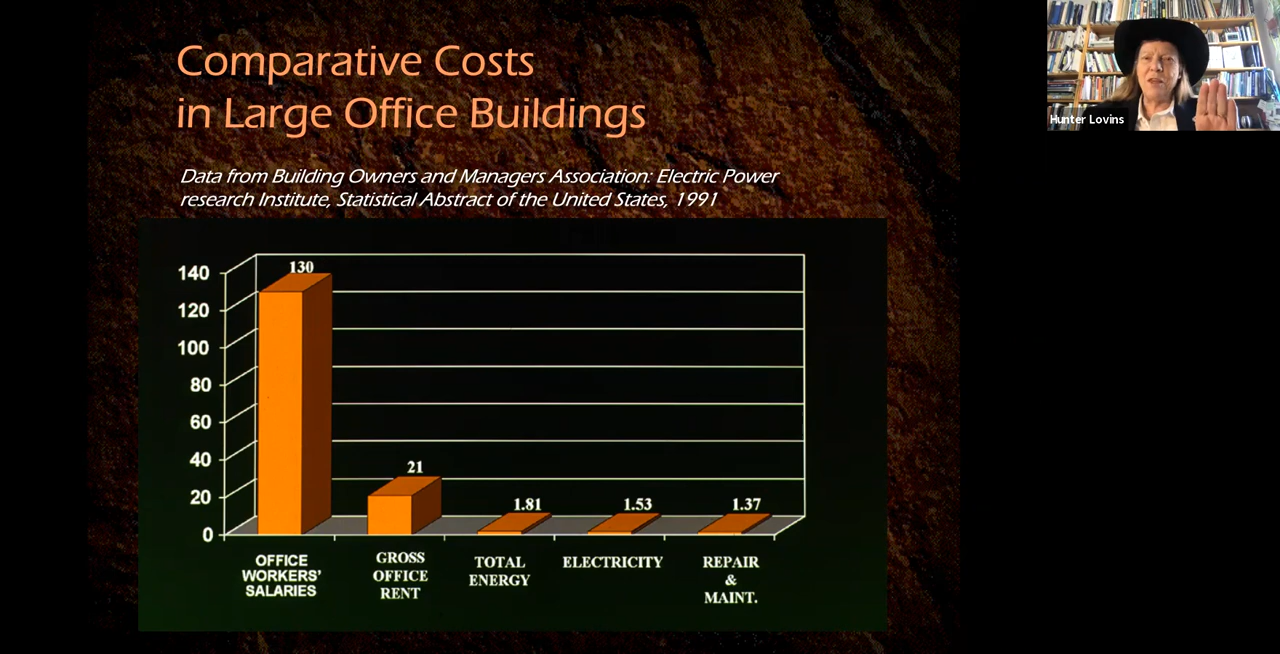 Comparative Costs
in Large Office Buildings
Data from Building Owners and Managers Association: Electric Power
research Institute, Statistical Abstract of the United States, 1991
Hunter Lovins
140
120
100
80
60
40
20
0
130
21
1.81
1.53
1.37
OFFICE
WORKERS'
SALARIES
GROSS
OFFICE
RENT
TOTAL
ENERGY
ELECTRICITY
REPAIR
&
MAINT.